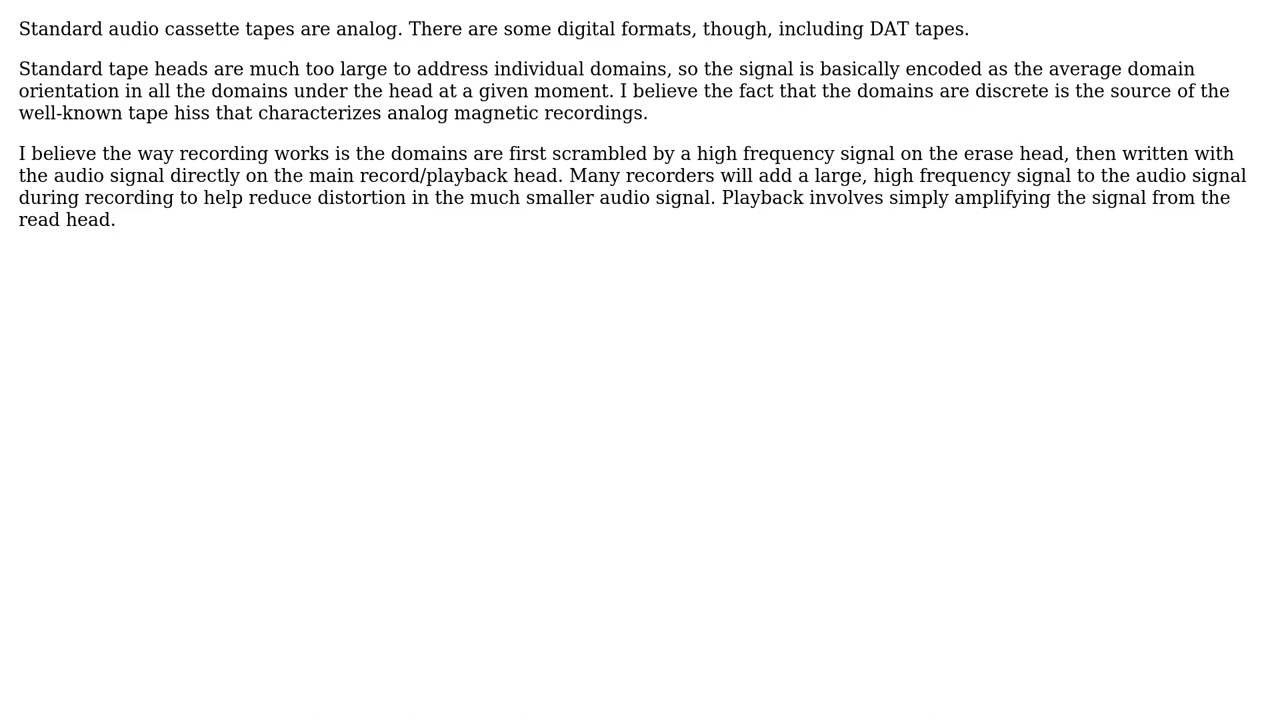 Standard audio cassette tapes are analog. There are some digital formats, though, including DAT tapes.
Standard tape heads are much too large to address individual domains, so the signal is basically encoded as the average domain
orientation in all the domains under the head at a given moment. I believe the fact that the domains are discrete is the source of the
well-known tape hiss that characterizes analog magnetic recordings.
I believe the way recording works is the domains are first scrambled by a high frequency signal on the erase head, then written with
the audio signal directly on the main record/playback head. Many recorders will add a large, high frequency signal to the audio signal
during recording to help reduce distortion in the much smaller audio signal. Playback involves simply amplifying the signal from the
read head.